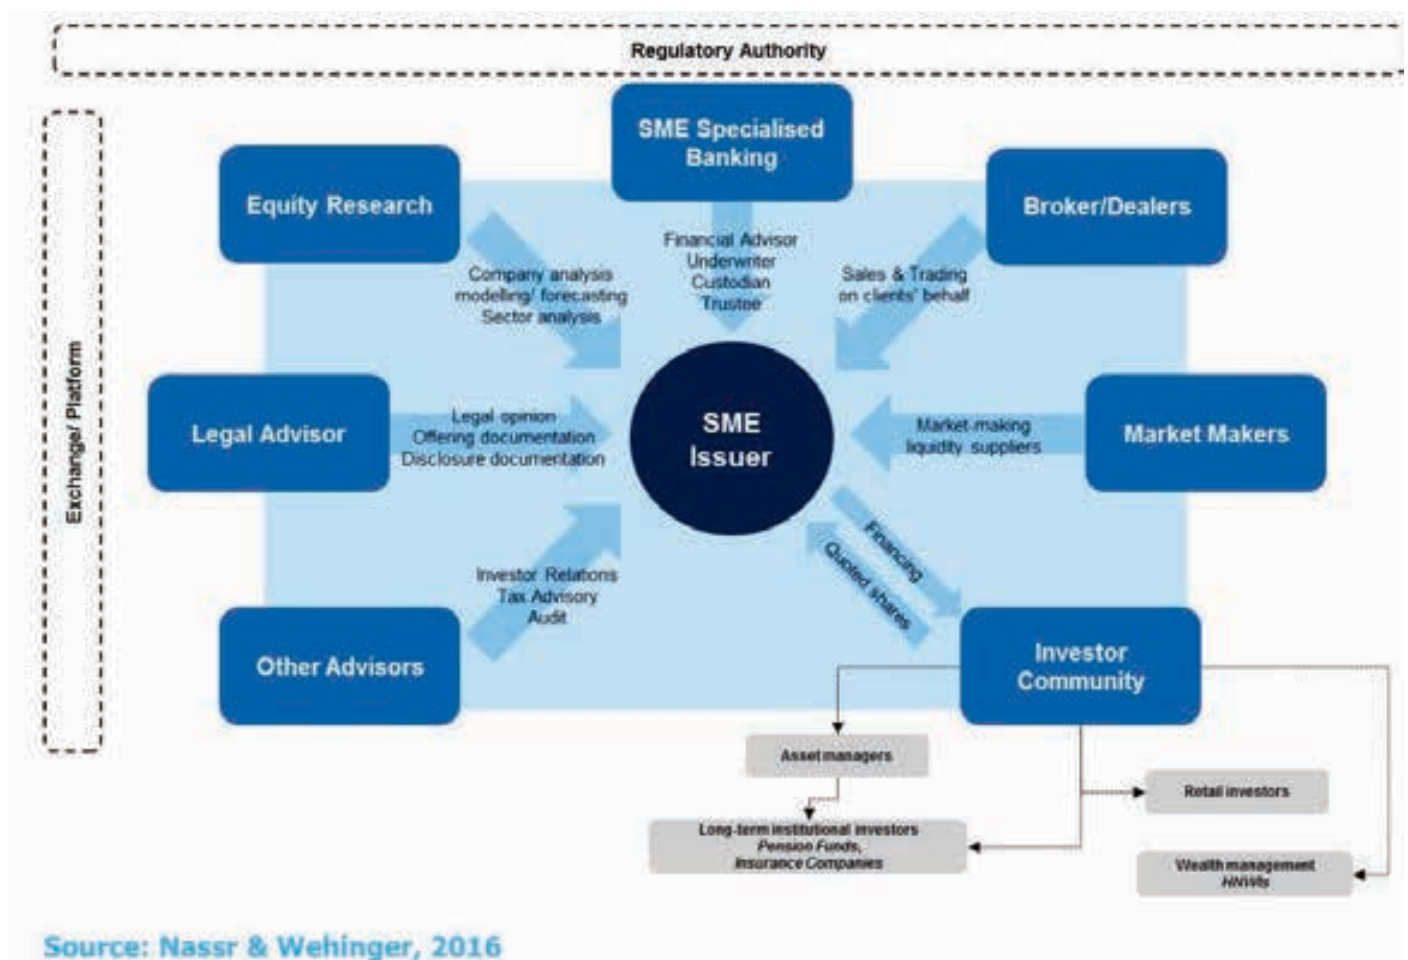 Regulatory Authority
Exchange/ Platform
SME Specialised
Banking
Equity Research
Broker/Dealers
Financial Advisor
Underwriter
Custodian
Trustee
Company analysis
modelling/ forecasting
Sector analysis
Sales & Trading
on clients' behalf
Legal Advisor
Legal opinion
Offering documentation
Disclosure documentation
SME
Issuer
Market-making
liquidity suppliers
Market Makers
Financing
Quoted shares
Investor Relations
Tax Advisory
Audit
Other Advisors
Investor
Community
Asset managers
Retail investors
Long-term institutional investors
Pension Funds,
Insurance Companies
Wealth management
HNWIs
Source: Nassr & Wehinger, 2016